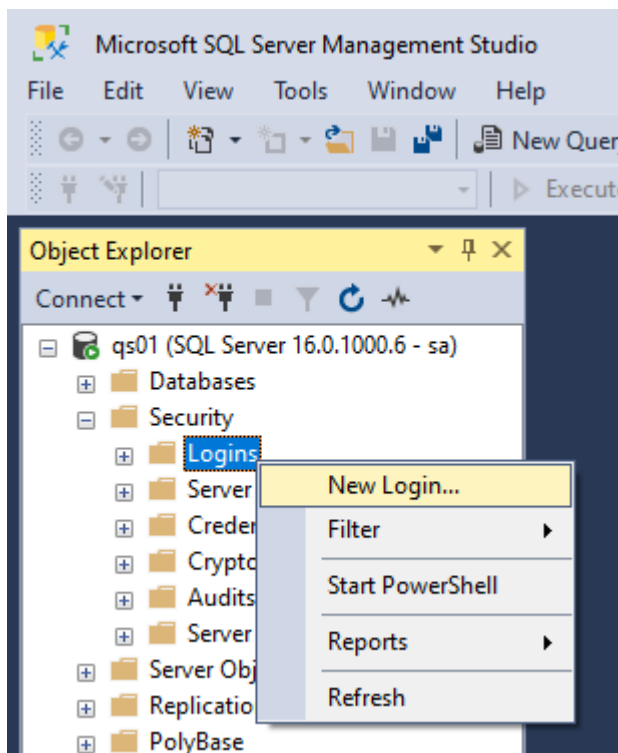 Microsoft SQL Server Management Studio
File Edit View Tools Window Help
New Quer
Execut
Object Explorer
Connect
qs01 (SQL Server 16.0.1000.6 - sa)
Databases
Security
Logins
New Login...
Server
Filter
Creder
Crypto
Start PowerShell
Audits
Server
Reports
Server Obj
Refresh
Replicatio
PolyBase